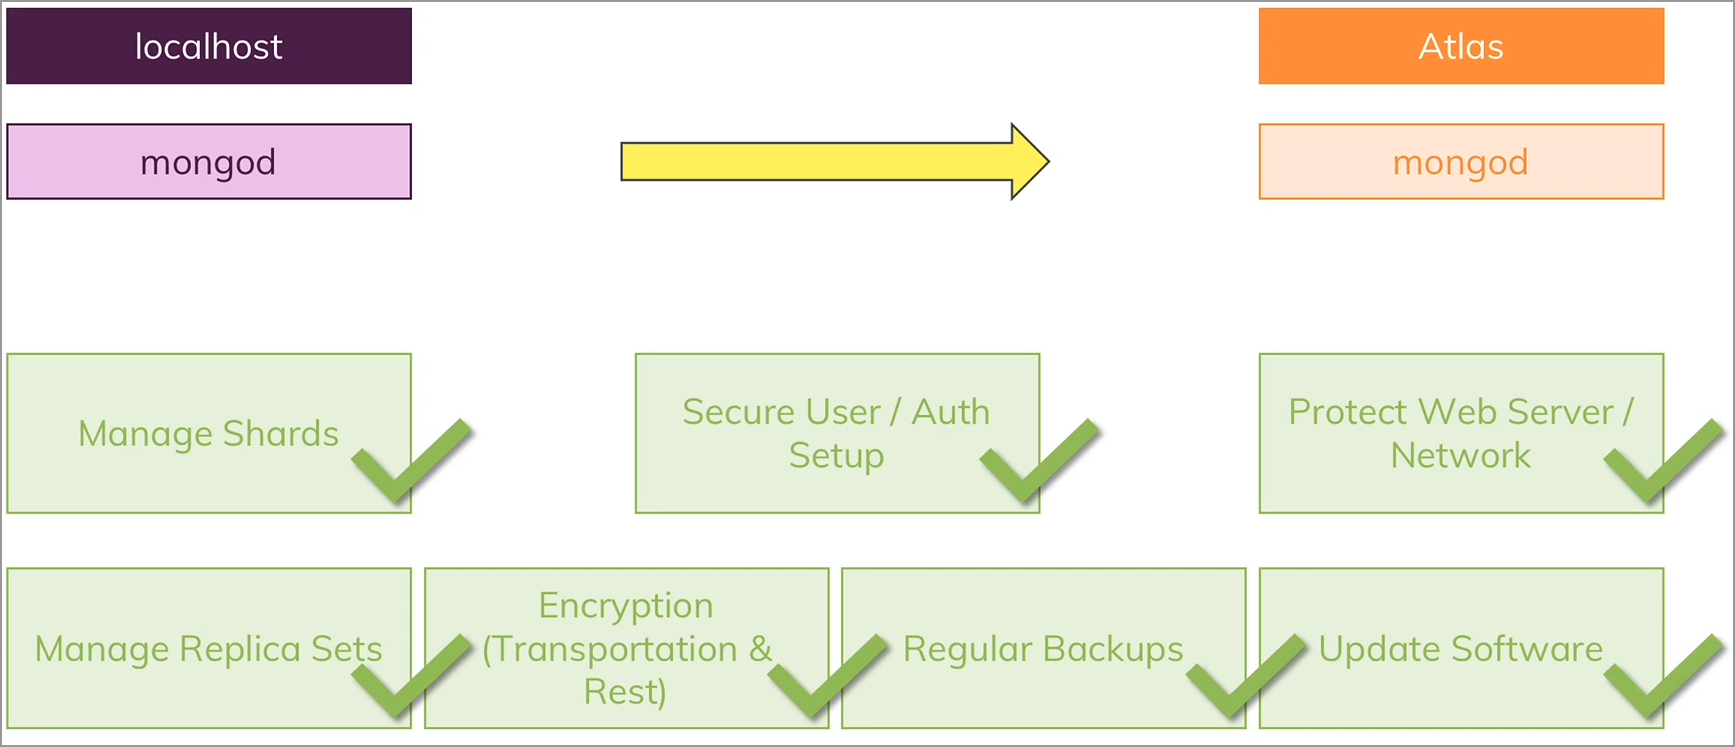 localhost
Atlas
mongod
mongod
Manage Shards
Secure User / Auth
Setup
Protect Web Server /
Network
Manage Replica Sets
Encryption
(Transportation &
Rest)
Regular Backups
Update Software